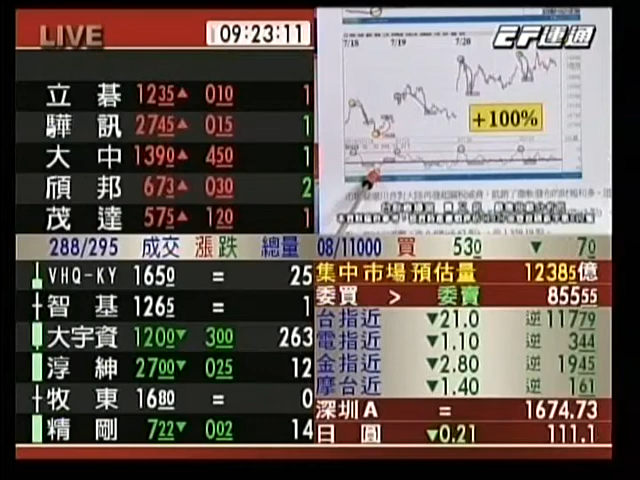 LIVE
09:23:11
立碁 1235▲ 010 1
驊訊 2745▲ 015 1
大中 1390▲ 450 1
頎邦 673▲ 030 2
茂達 575▲ 120 1
288/295 成交 漲跌 總量
VHQ-KY 1650 = 25
智基 1265 = 1
大宇資 1200▼ 300 263
淳紳 2700▼ 025 12
牧東 1680 = 0
精剛 722▼ 002 14
運通
7/18 7/19 7/20
+100%
08/11000 買 530 ▼ 70
集中市場預估量 12385億
委買 > 委賣 85555
台指近 ▼21.0 逆 11779
電指近 ▼1.10 逆 344
金指近 ▼2.80 逆 1945
摩台近 ▼1.40 逆 161
深圳A = 1674.73
日圓 ▼0.21 111.1